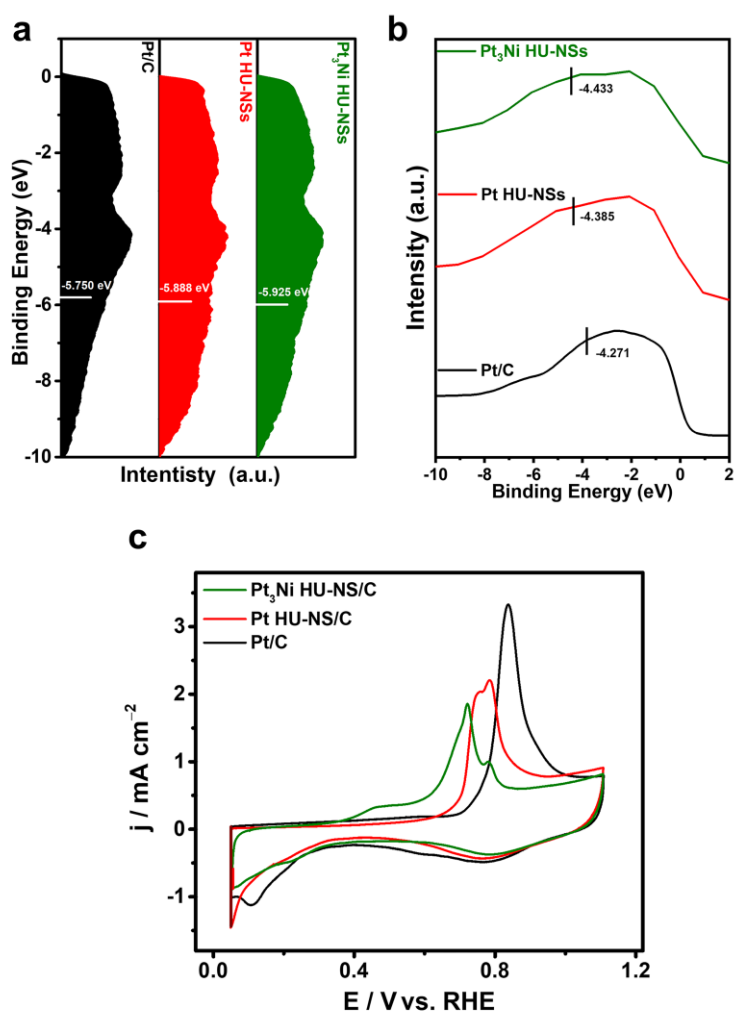 a
Pt/C
Pt HU-NSs
Pt₃Ni HU-NSs
0
-2
-4
-6
-8
-10
Binding Energy (eV)
-5.750 eV
-5.888 eV
-5.925 eV
Intentisty (a.u.)
b
Pt₃Ni HU-NSs
-4.433
Pt HU-NSs
-4.385
Pt/C
-4.271
Intensity (a.u.)
-10 -8 -6 -4 -2 0 2
Binding Energy (eV)
c
Pt₃Ni HU-NS/C
Pt HU-NS/C
Pt/C
3
2
1
0
-1
j / mA cm⁻²
0.0 0.4 0.8 1.2
E / V vs. RHE